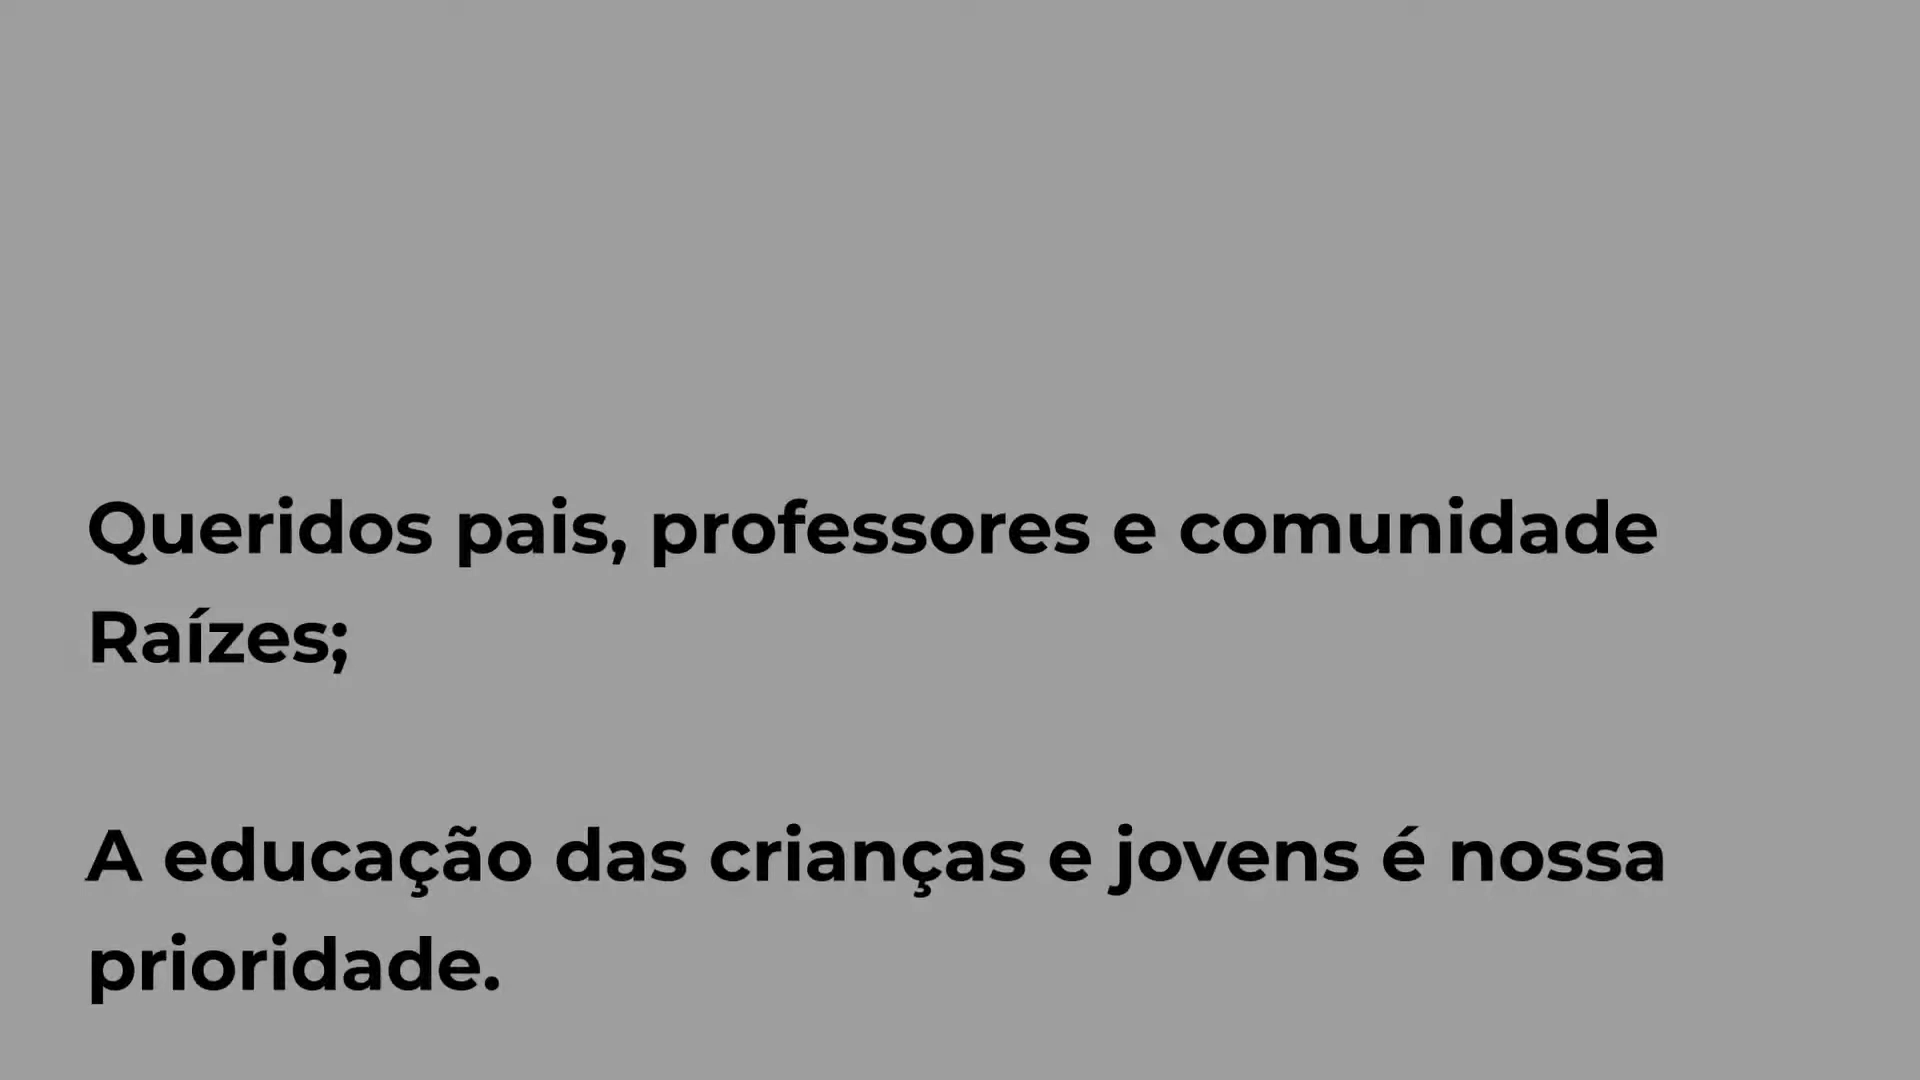 Queridos pais, professores e comunidade
Raízes;
A educação das crianças e jovens é nossa
prioridade.